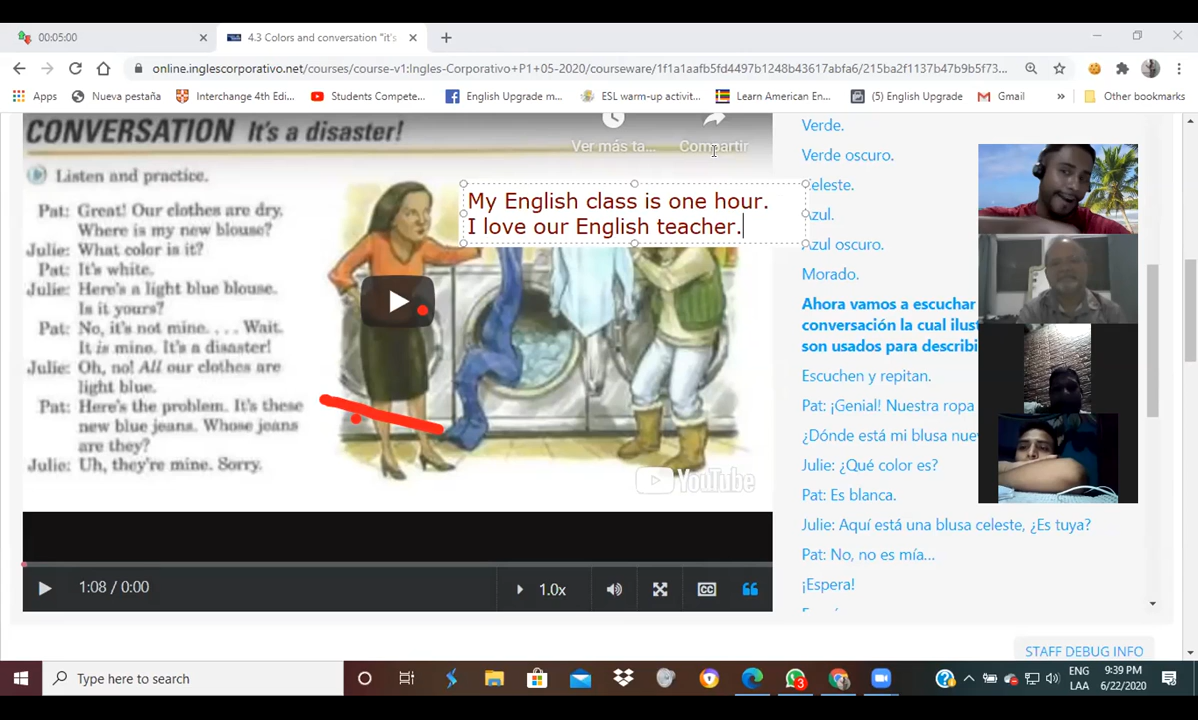 00:05:00
4.3 Colors and conversation "it's
online.inglescorporativo.net/courses/course-v1:Ingles-Corporativo+P1+05-2020/courseware/1f1a1aafb5fd4497b1248b43617abfa6/215ba2f1137b47b9b5f73...
Apps
Nueva pestaña
Interchange 4th Edi...
Students Compete...
English Upgrade m...
ESL warm-up activit...
Learn American En...
(5) English Upgrade
Gmail
»
Other bookmarks
CONVERSATION It's a disaster!
Ver más ta...
Compartir
Listen and practice.
Pat: Great! Our clothes are dry.
Where is my new blouse?
Julie: What color is it?
Pat: It's white.
Julie: Here's a light blue blouse.
Is it yours?
Pat: No, it's not mine. . . . Wait.
It is mine. It's a disaster!
Julie: Oh, no! All our clothes are
light blue.
Pat: Here's the problem. It's these
new blue jeans. Whose jeans
are they?
Julie: Uh, they're mine. Sorry.
My English class is one hour.
I love our English teacher.
YouTube
1:08 / 0:00
1.0x
Verde.
Verde oscuro.
Celeste.
Azul.
Azul oscuro.
Morado.
Ahora vamos a escuchar
conversación la cual ilust
son usados para describi
Escuchen y repitan.
Pat: ¡Genial! Nuestra ropa
¿Dónde está mi blusa nue
Julie: ¿Qué color es?
Pat: Es blanca.
Julie: Aquí está una blusa celeste, ¿Es tuya?
Pat: No, no es mía...
¡Espera!
STAFF DEBUG INFO
Type here to search
3
ENG
LAA
9:39 PM
6/22/2020